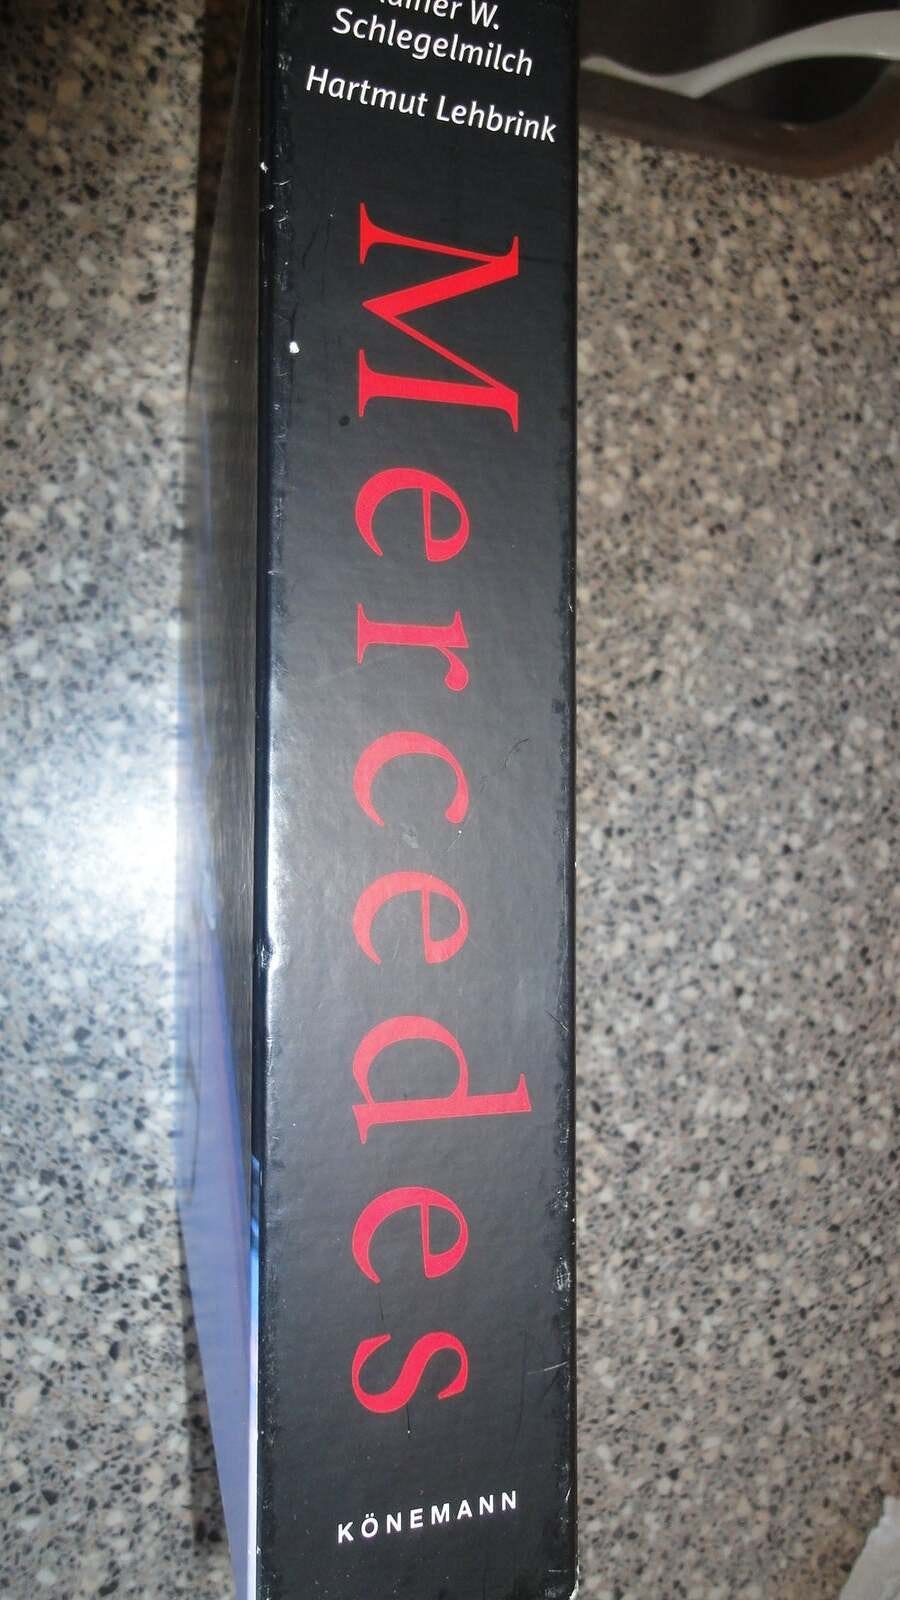 W.
Schlegelmilch
Hartmut Lehbrink
Mercedes
KÖNEMANN